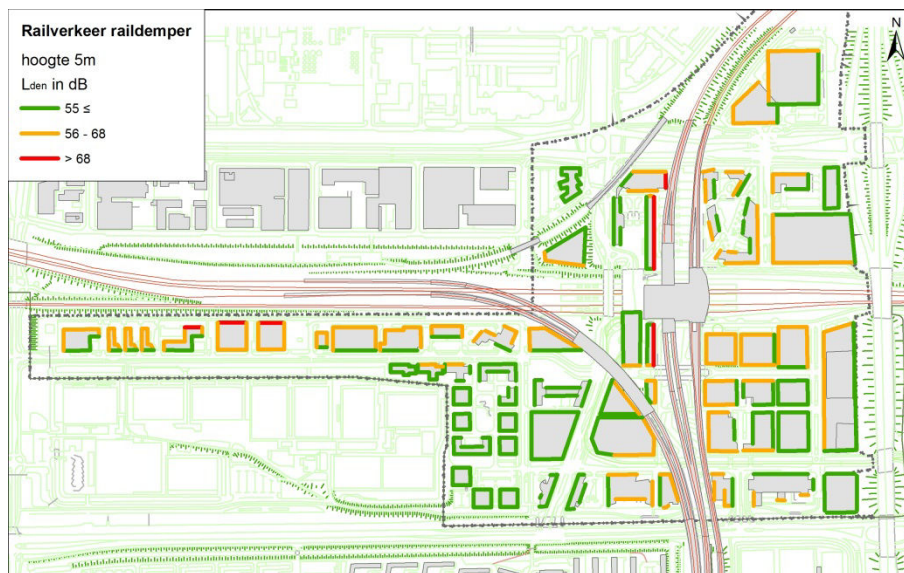 Railverkeer raildemper
hoogte 5m
Lden in dB
55 ≤
56 - 68
> 68
N